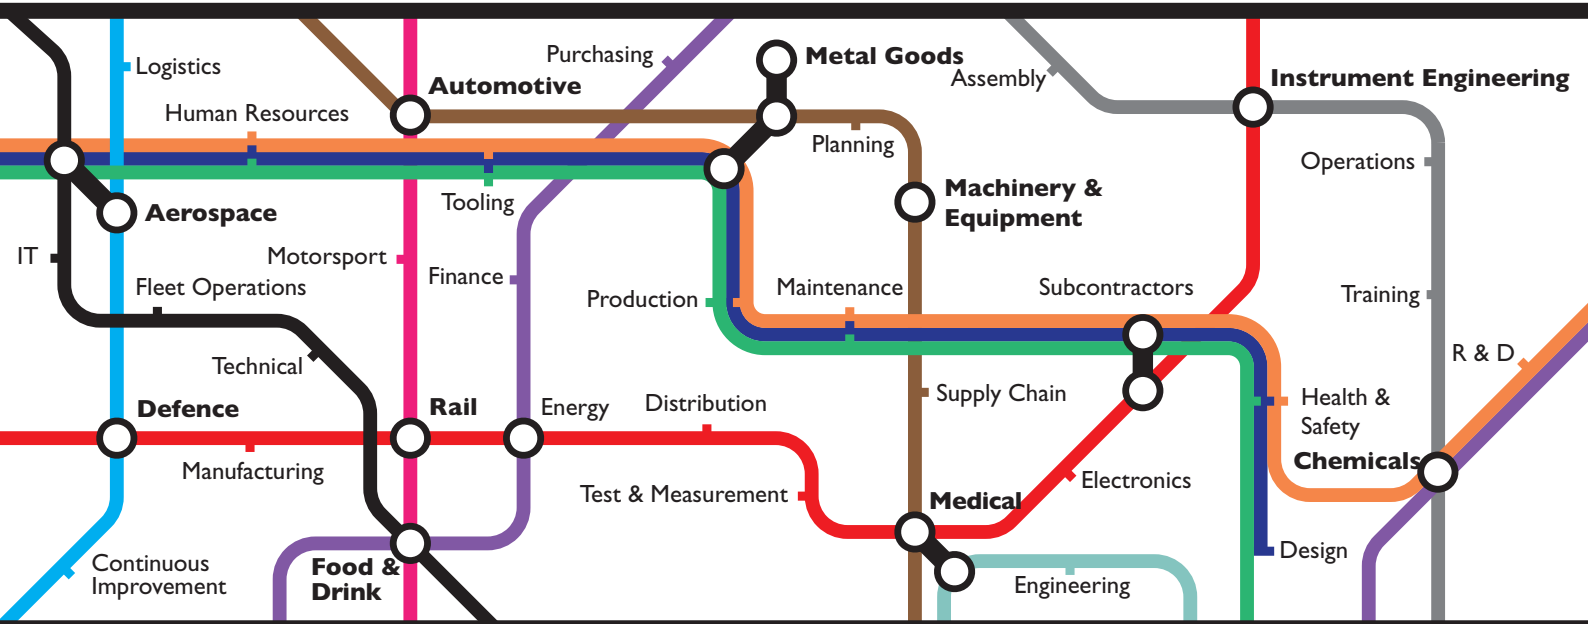 Purchasing
Metal Goods
Logistics
Assembly
Instrument Engineering
Automotive
Human Resources
Planning
Operations
Tooling
Machinery &
Equipment
Aerospace
IT
Motorsport
Finance
Fleet Operations
Production
Maintenance
Subcontractors
Training
Technical
R & D
Supply Chain
Health &
Safety
Defence
Rail
Energy
Distribution
Manufacturing
Chemicals
Test & Measurement
Electronics
Medical
Design
Continuous
Improvement
Food &
Drink
Engineering